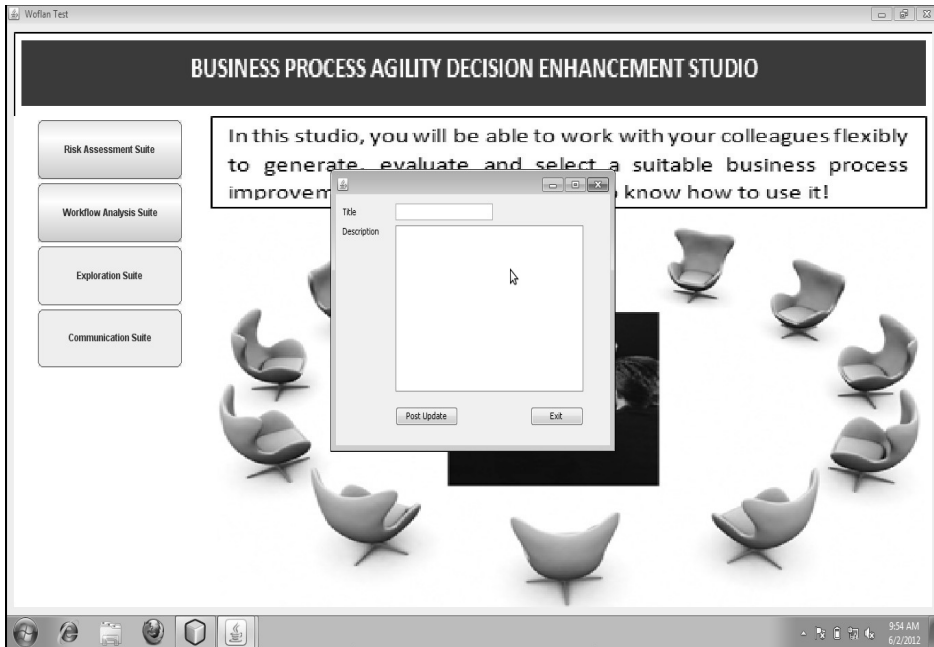 Woflan Test
BUSINESS PROCESS AGILITY DECISION ENHANCEMENT STUDIO
Risk Assessment Suite
Workflow Analysis Suite
Exploration Suite
Communication Suite
In this studio, you will be able to work with your colleagues flexibly
to generate, evaluate and select a suitable business process
improvem know how to use it!
Title
Description
Post Update
Exit
9:54 AM
6/2/2012